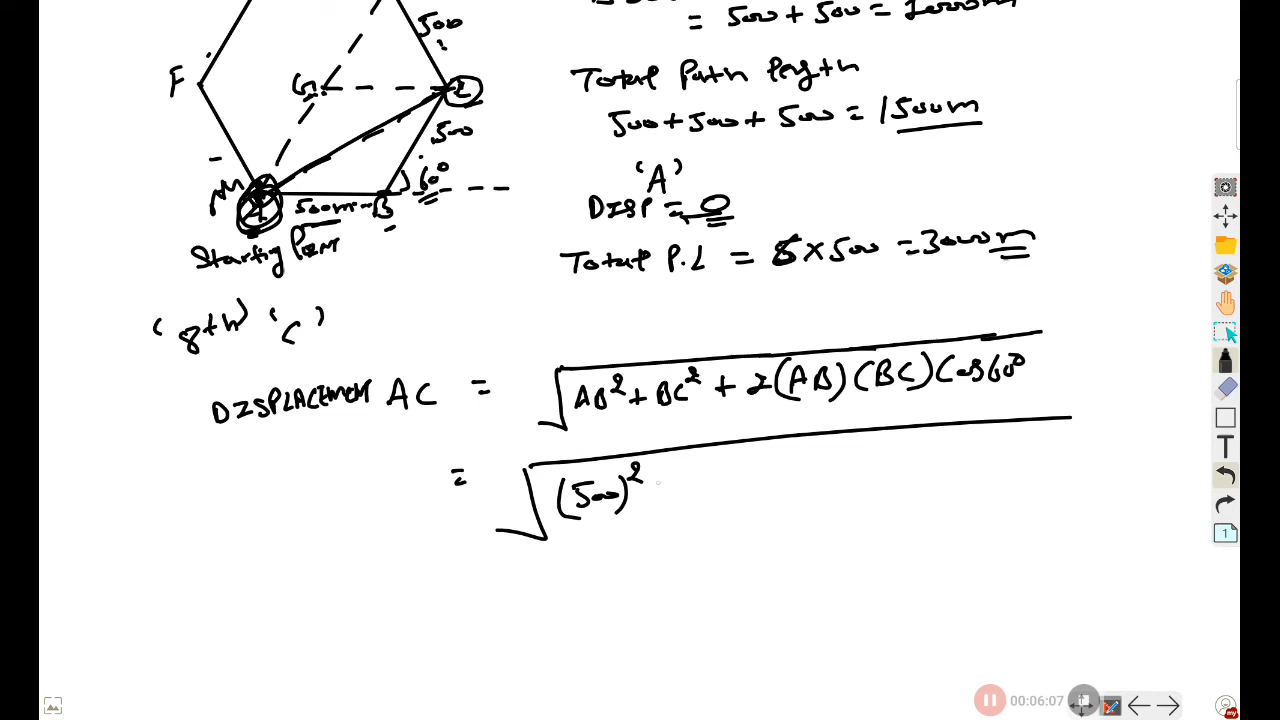 500
= 500 + 500 = 1000m
F
G
C
Total Path length
500 + 500 + 500 = 1500m
500
60°
M
A
500m
B
Starting Point
'A'
DISP = 0
Total P.L = 6 × 500 = 3000m
(8th) 'C'
DISPLACEMENT AC = √AB² + BC² + 2(AB)(BC)Cos60°
= √(500)²
T
1
00:06:07